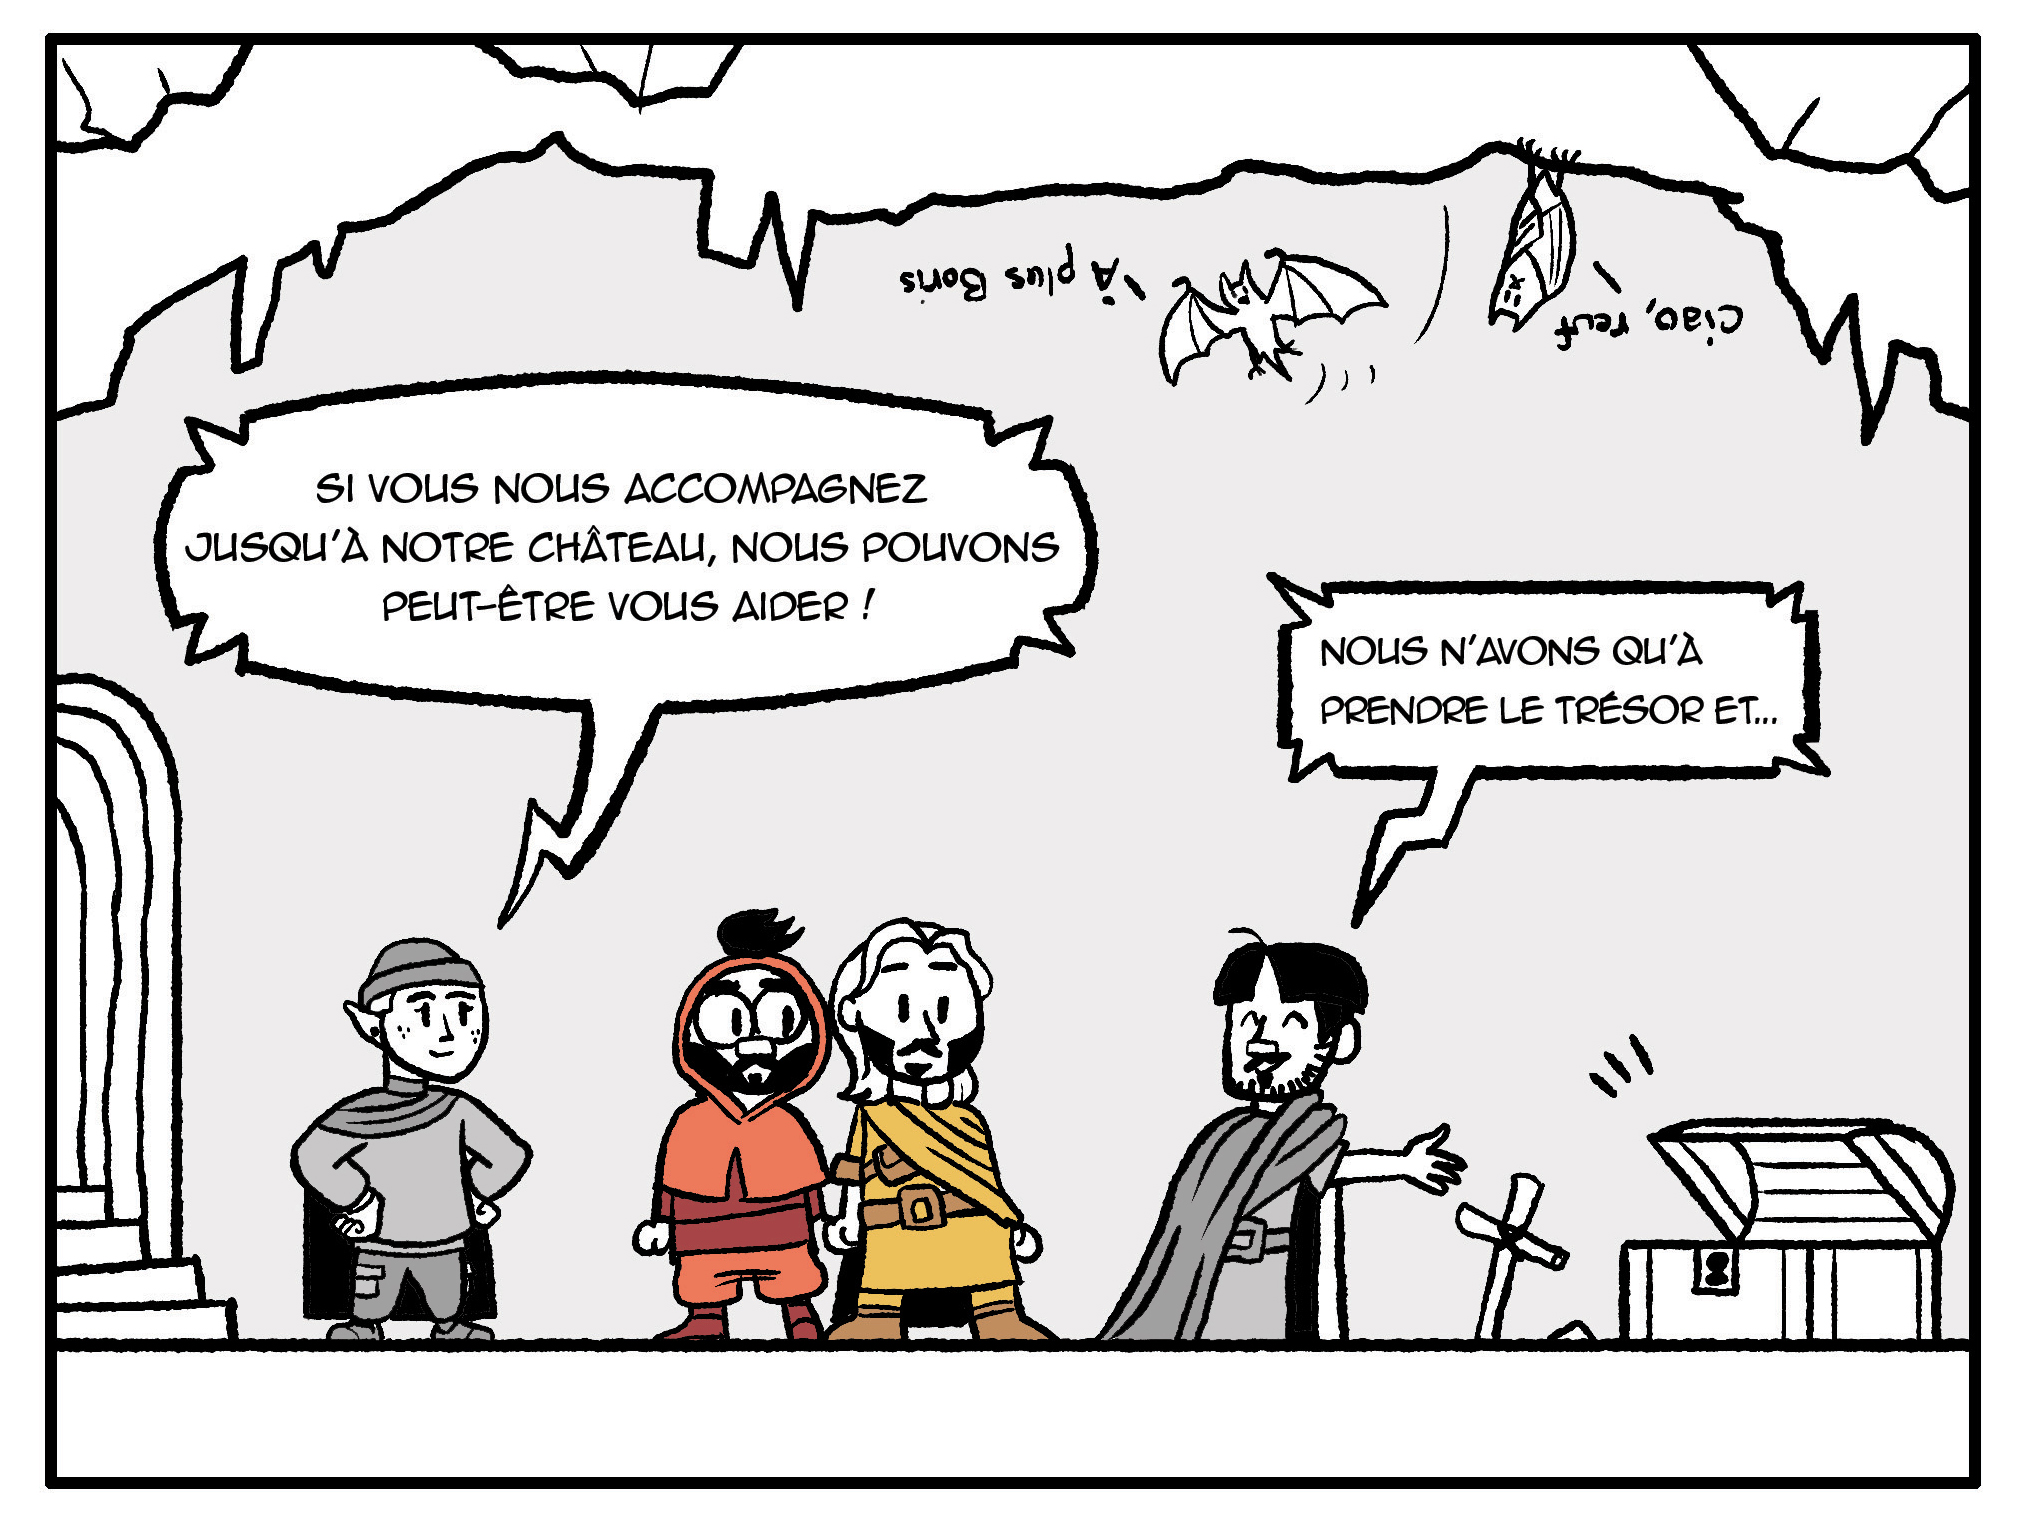 À plus Boris
Ciao, reuf
SI VOUS NOUS ACCOMPAGNEZ
JUSQU'À NOTRE CHÂTEAU, NOUS POUVONS
PEUT-ÊTRE VOUS AIDER !
NOUS N'AVONS QU'À
PRENDRE LE TRÉSOR ET...